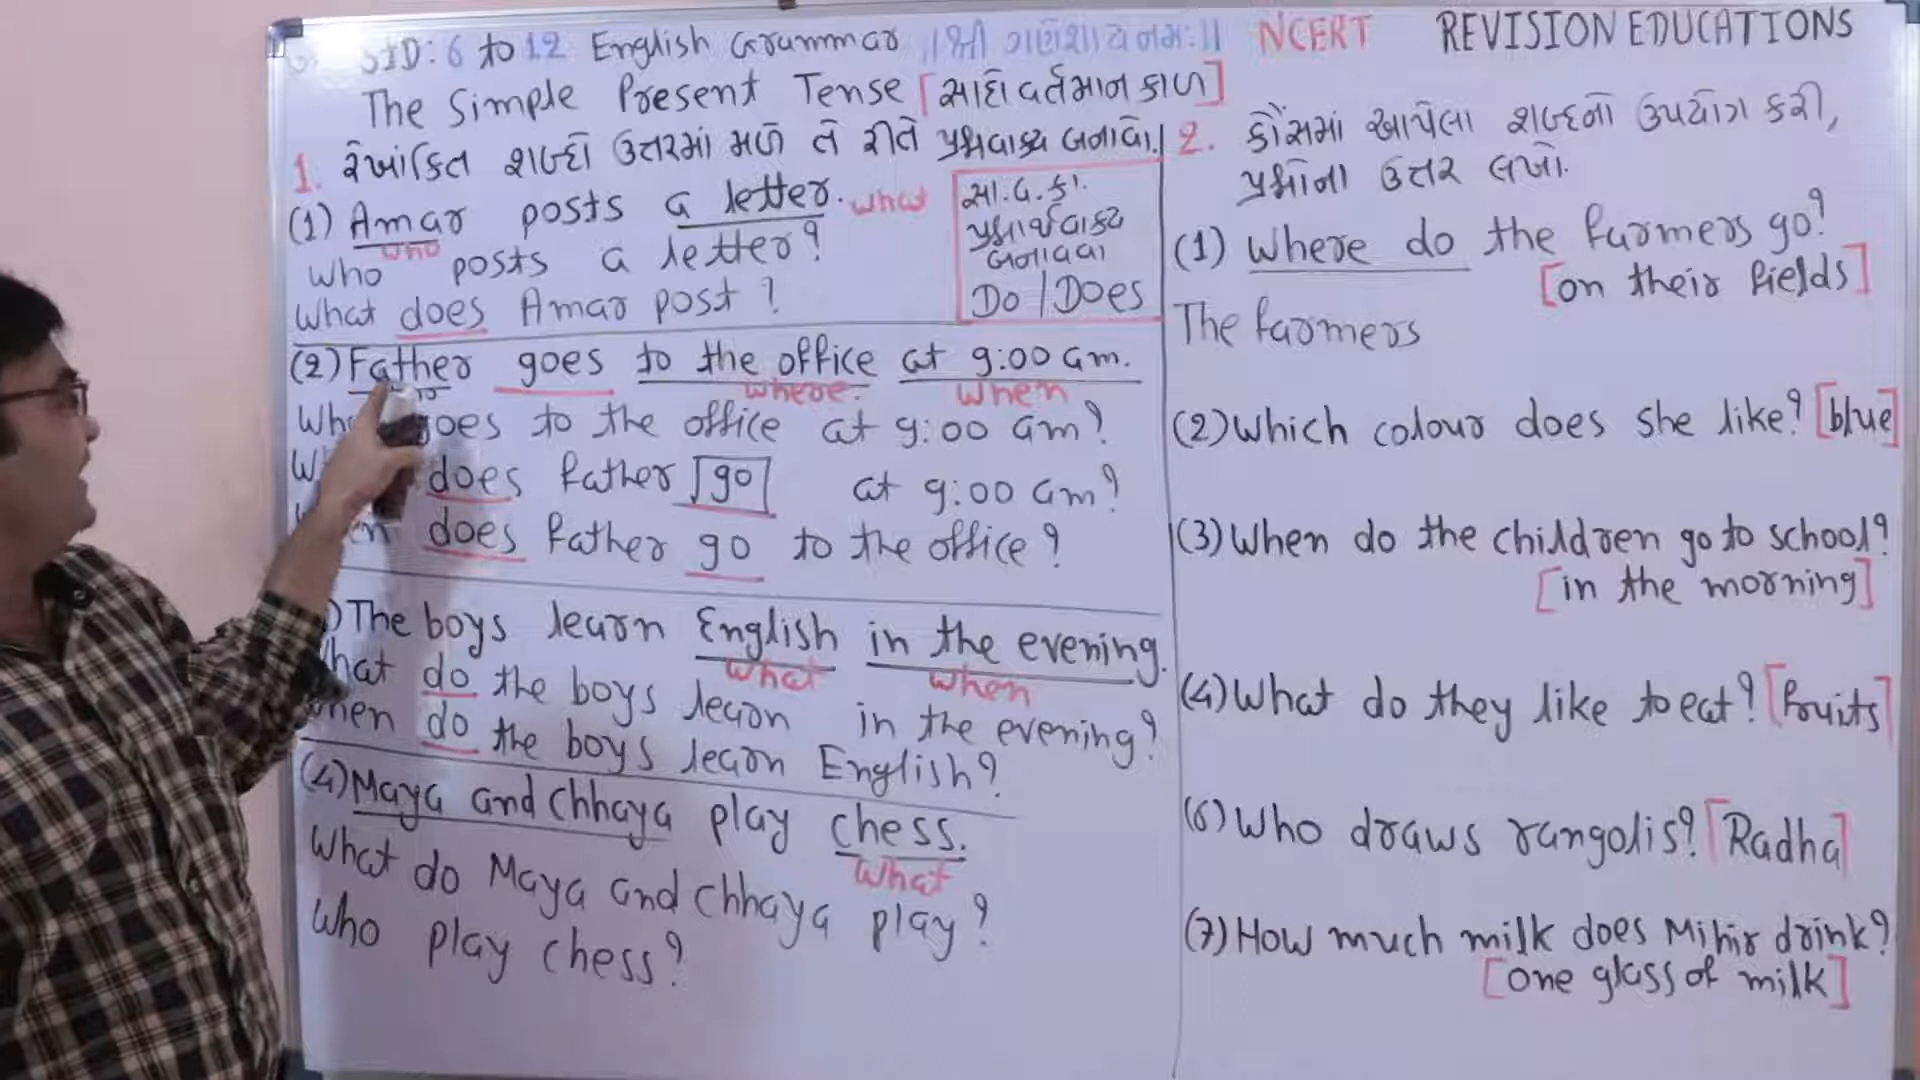 STD: 6 to 12 English Grammar ।।શ્રી ગણેશાય નમઃ।। NCERT REVISION EDUCATIONS
The Simple Present Tense [સાદો વર્તમાન કાળ]
1. રેખાંકિત શબ્દો ઉત્તરમાં મળે તે રીતે પ્રશ્નવાક્ય બનાવો.
(1) Amar posts a letter. what
who
Who posts a letter?
What does Amar post?
સા.વ.કા.
પ્રશ્નાર્થવાક્ય
બનાવવા
Do / Does
(2) Father goes to the office at 9:00 am.
where. when
Who goes to the office at 9:00 am?
does father go at 9:00 am?
does father go to the office?
The boys learn English in the evening.
what when
What do the boys learn in the evening?
When do the boys learn English?
(4) Maya and Chhaya play chess.
what
What do Maya and Chhaya play?
Who play chess?
2. કૌંસમાં આપેલા શબ્દનો ઉપયોગ કરી,
પ્રશ્નોના ઉત્તર લખો.
(1) Where do the farmers go?
[on their fields]
The farmers
(2) Which colour does she like? [blue]
(3) When do the children go to school?
[in the morning]
(4) What do they like to eat? [fruits]
(6) Who draws rangolis? [Radha]
(7) How much milk does Mihir drink?
[one glass of milk]